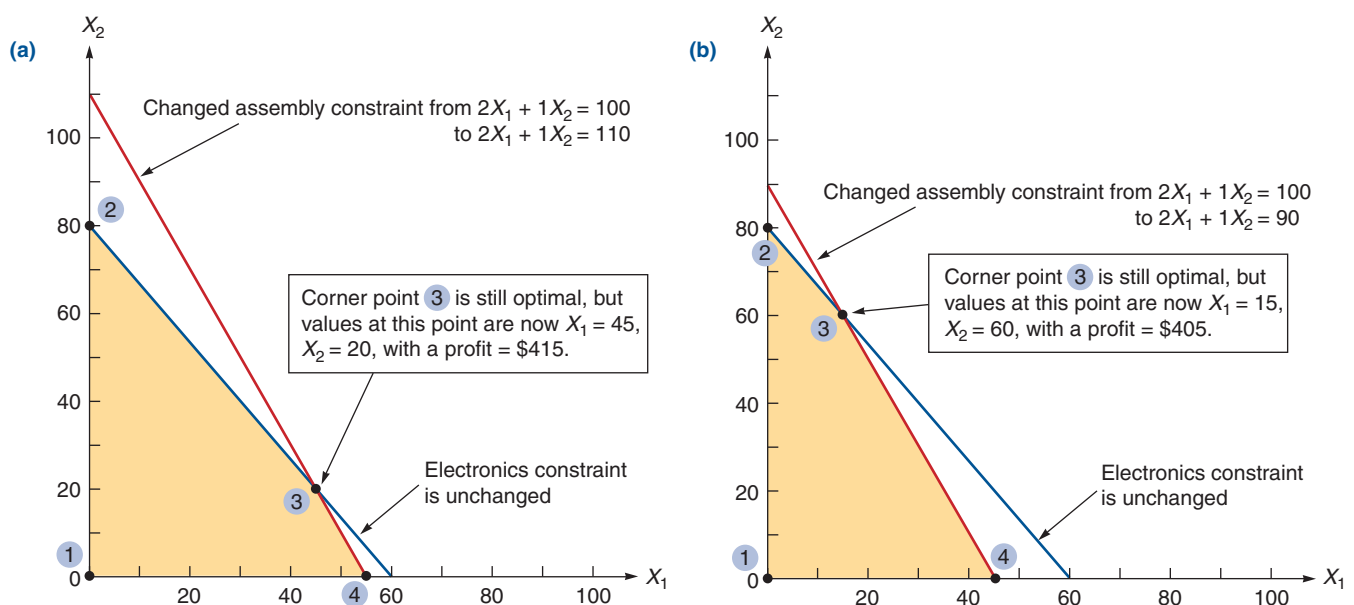 (a)
X₂
Changed assembly constraint from 2X₁ + 1X₂ = 100
to 2X₁ + 1X₂ = 110
100
80
60
40
20
0
2
Corner point 3 is still optimal, but
values at this point are now X₁ = 45,
X₂ = 20, with a profit = $415.
Electronics constraint
is unchanged
3
1
4
20
40
60
80
100
X₁
(b)
X₂
Changed assembly constraint from 2X₁ + 1X₂ = 100
to 2X₁ + 1X₂ = 90
100
80
60
40
20
0
2
Corner point 3 is still optimal, but
values at this point are now X₁ = 15,
X₂ = 60, with a profit = $405.
3
Electronics constraint
is unchanged
1
4
20
40
60
80
100
X₁